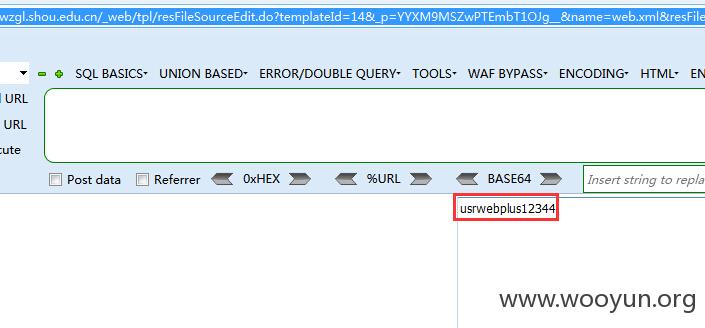 wzgl.shou.edu.cn/_web/tpl/resFileSourceEdit.do?templateId=14&_p=YYXM9MSZwPTEmbT1OJg__&name=web.xml&resFile
SQL BASICS UNION BASED ERROR/DOUBLE QUERY TOOLS WAF BYPASS ENCODING HTML EN
URL
URL
cute
Post data Referrer 0xHEX %URL BASE64 Insert string to repla
usrwebplus12344
www.wooyun.org